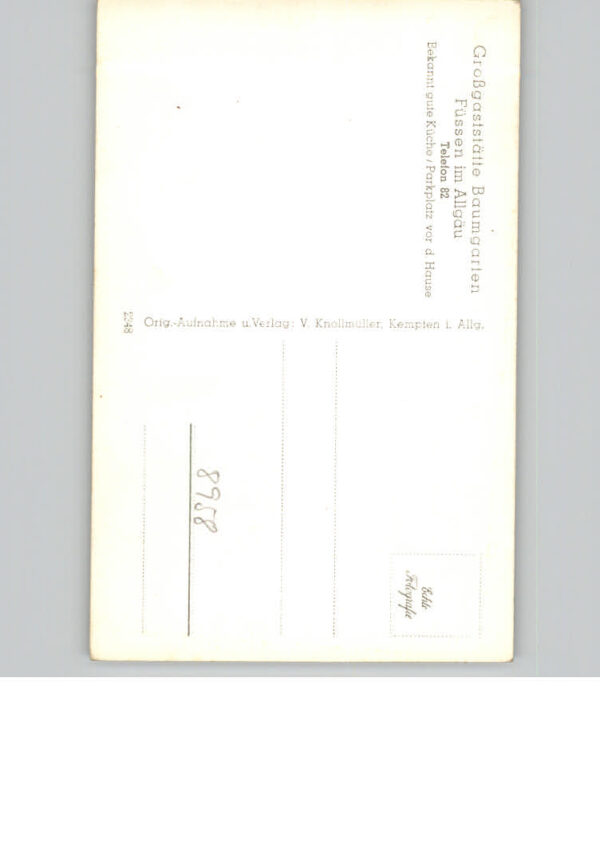 Großgaststätte Baumgarten
Füssen im Allgäu
Telefon 82
Bekannt gute Küche / Parkplatz vor d. Hause
Orig.-Aufnahme u. Verlag: V. Knollmüller, Kempten i. Allg.
2348
Echte
Fotografie
8958